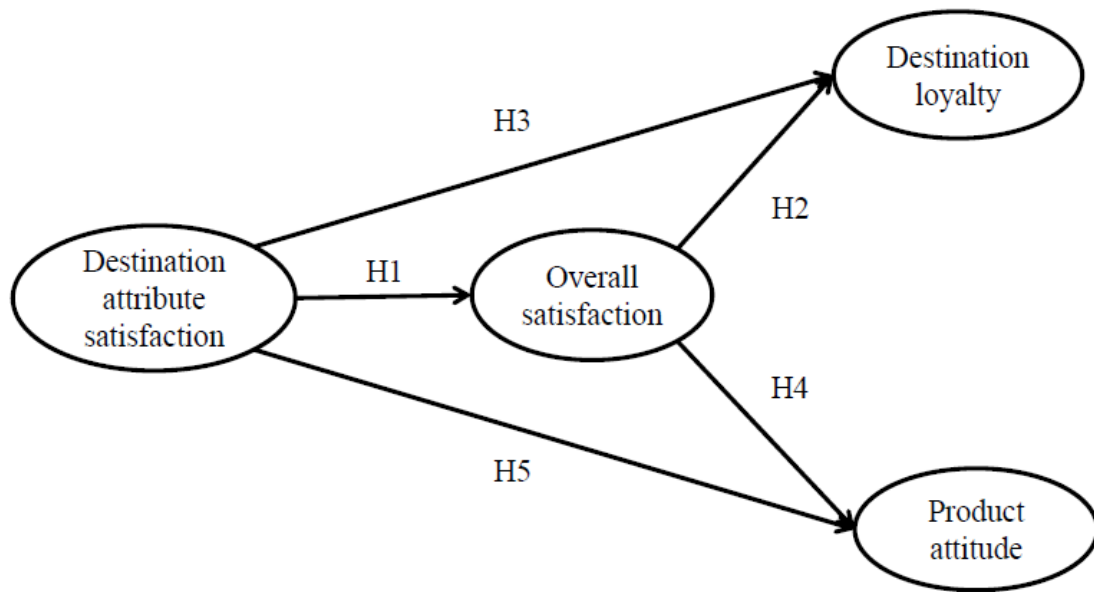 Destination
loyalty
H3
H2
Destination
attribute
satisfaction
H1
Overall
satisfaction
H4
H5
Product
attitude